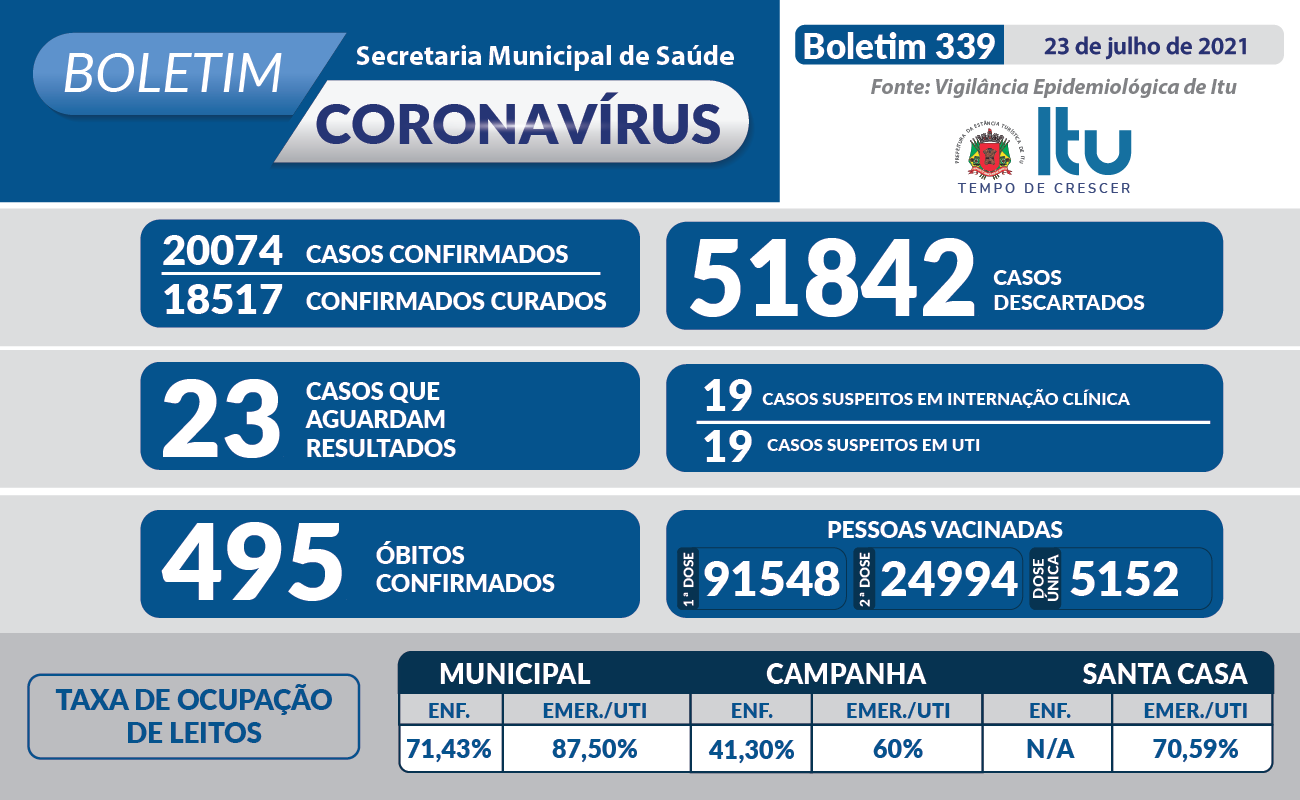 BOLETIM
Secretaria Municipal de Saúde
CORONAVÍRUS
Boletim 339
23 de julho de 2021
Fonte: Vigilância Epidemiológica de Itu
PREFEITURA DA ESTÂNCIA TURÍSTICA DE ITU
Itu
TEMPO DE CRESCER
20074 CASOS CONFIRMADOS
18517 CONFIRMADOS CURADOS
51842 CASOS
DESCARTADOS
23 CASOS QUE
AGUARDAM
RESULTADOS
19 CASOS SUSPEITOS EM INTERNAÇÃO CLÍNICA
19 CASOS SUSPEITOS EM UTI
495 ÓBITOS
CONFIRMADOS
PESSOAS VACINADAS
1ª DOSE 91548 2ª DOSE 24994 DOSE ÚNICA 5152
TAXA DE OCUPAÇÃO
DE LEITOS
MUNICIPAL CAMPANHA SANTA CASA
ENF. EMER./UTI ENF. EMER./UTI ENF. EMER./UTI
71,43% 87,50% 41,30% 60% N/A 70,59%